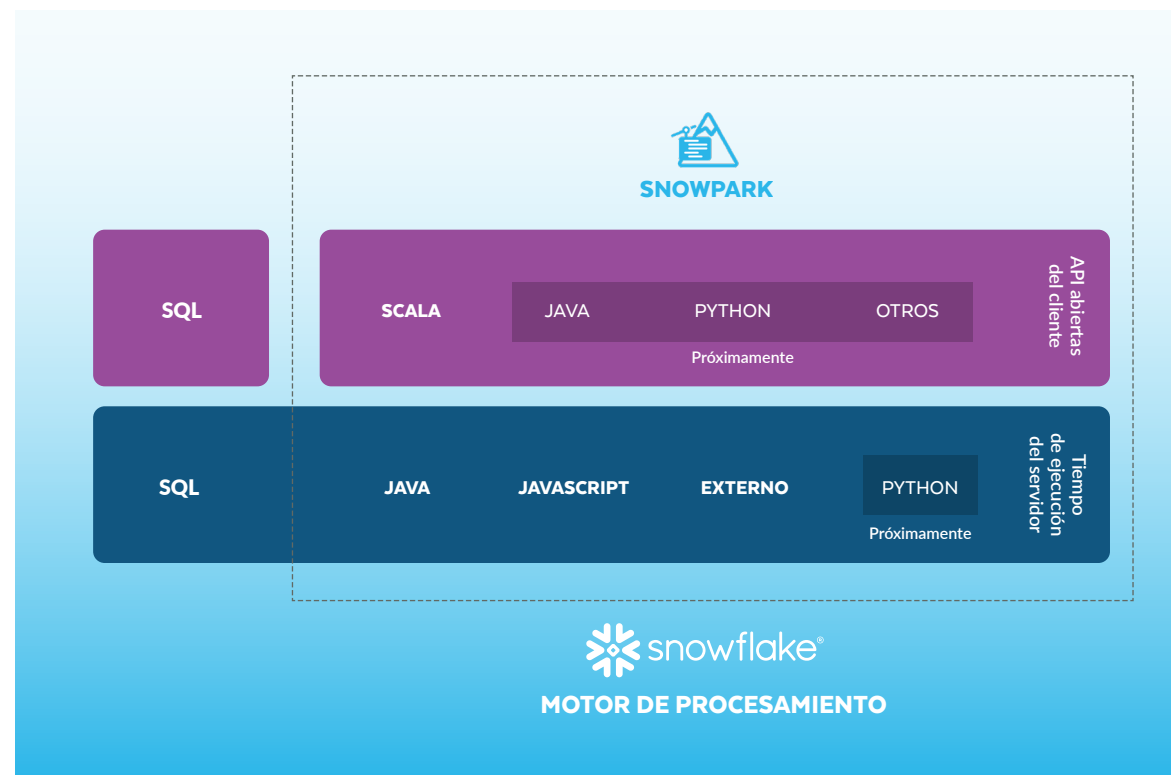 SNOWPARK
SQL
SCALA
JAVA
PYTHON
OTROS
Próximamente
API abiertas
del cliente
SQL
JAVA
JAVASCRIPT
EXTERNO
PYTHON
Próximamente
Tiempo
de ejecución
del servidor
snowflake®
MOTOR DE PROCESAMIENTO